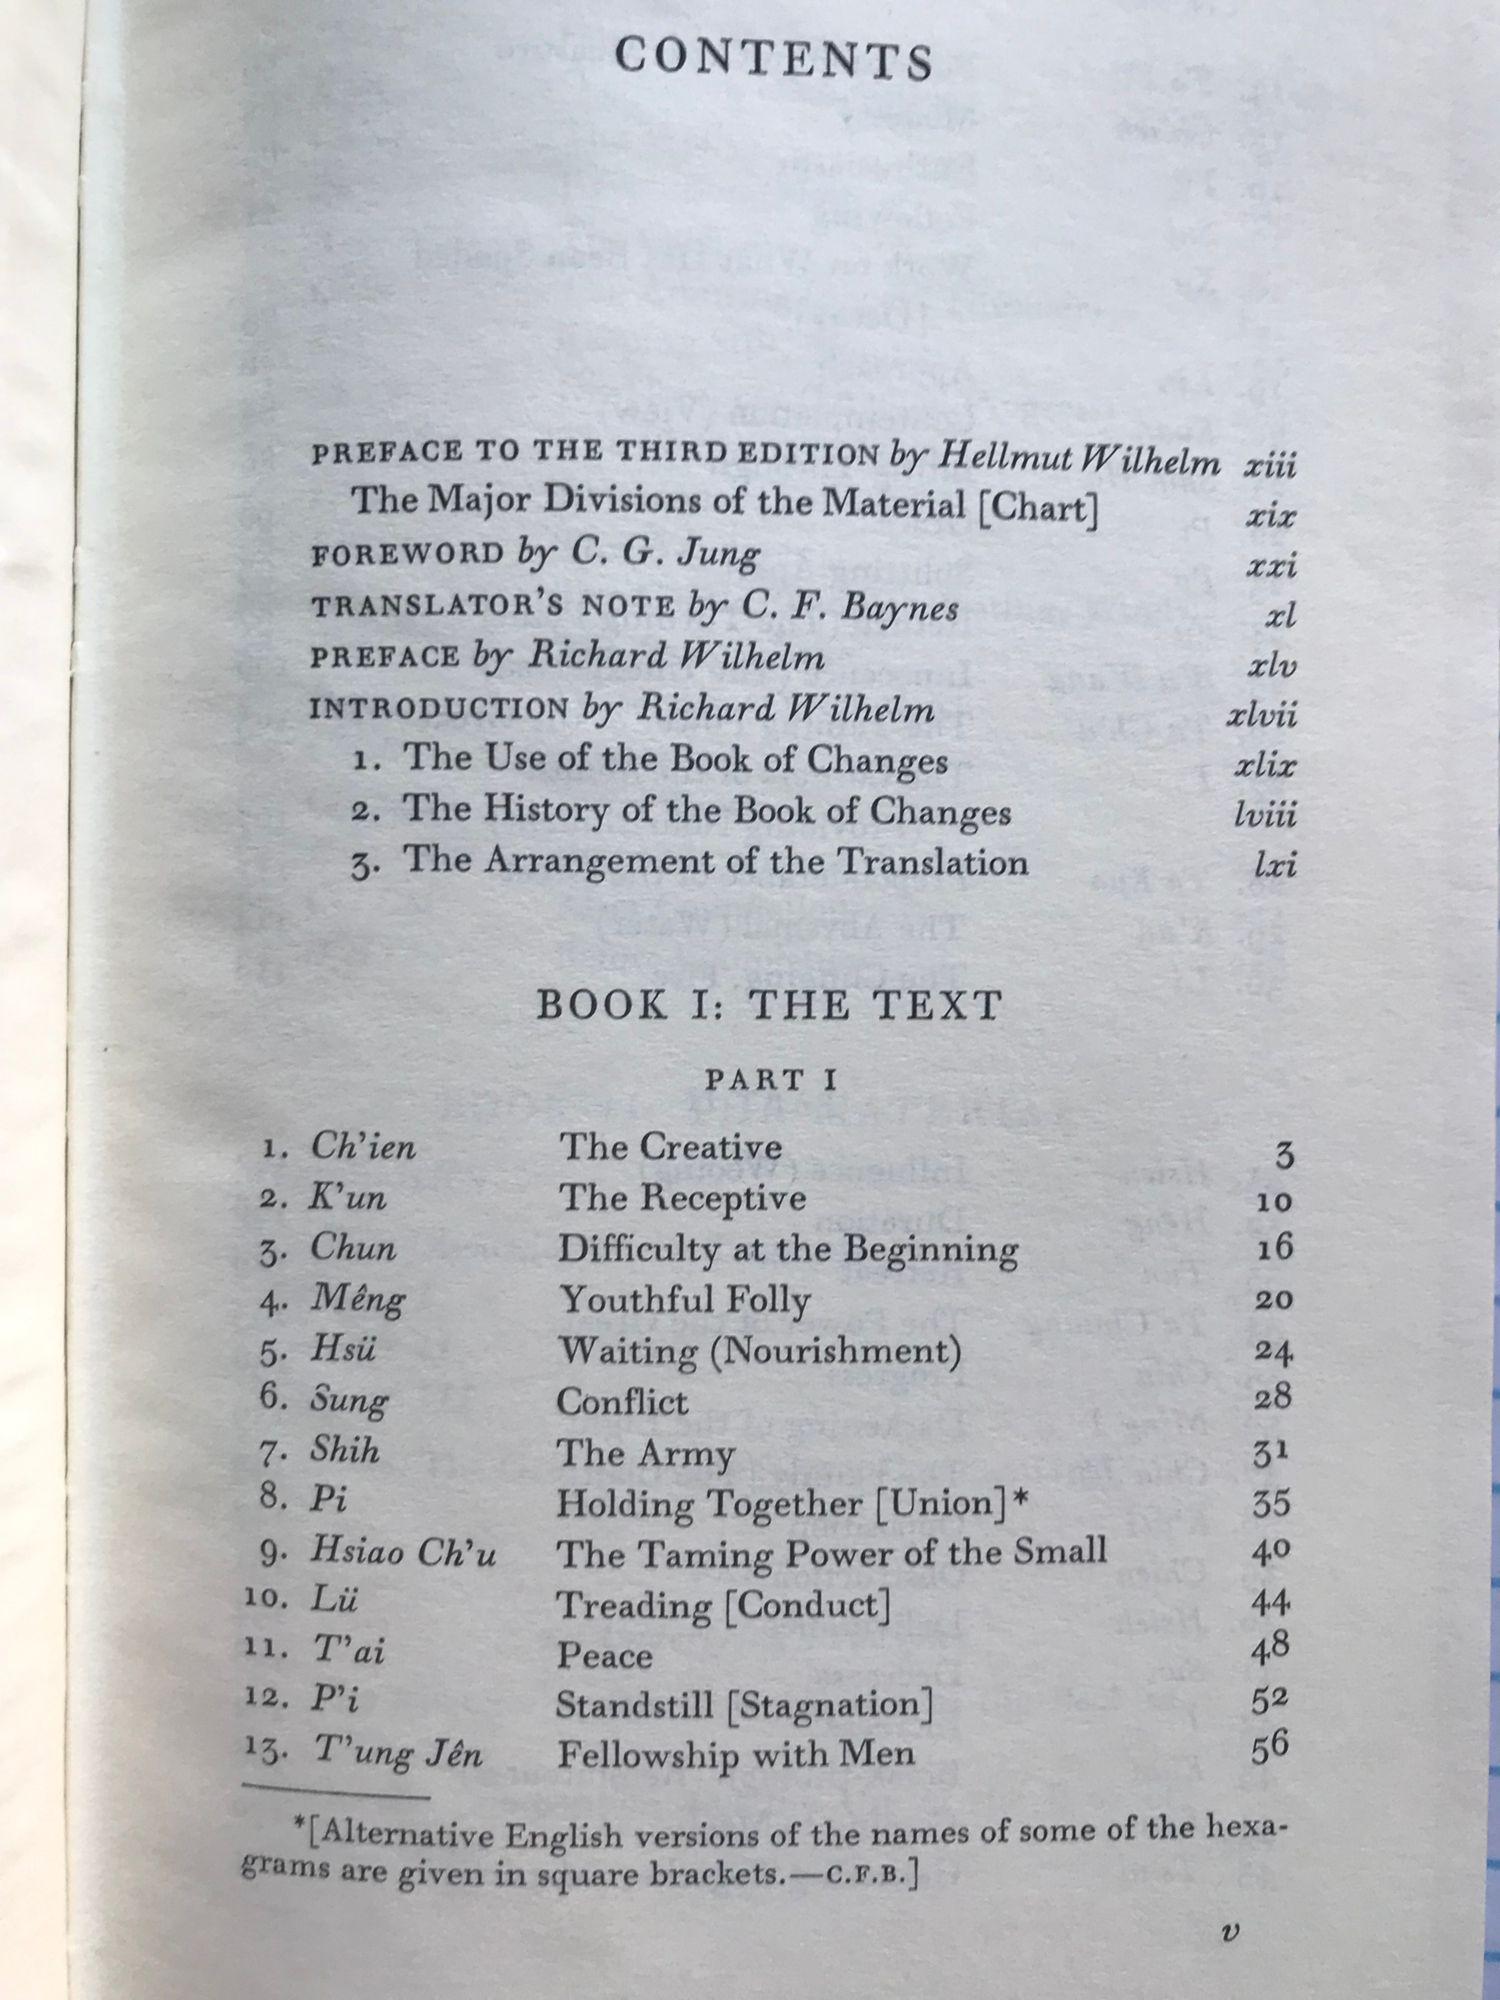 CONTENTS
PREFACE TO THE THIRD EDITION by Hellmut Wilhelm xiii
The Major Divisions of the Material [Chart] xix
FOREWORD by C. G. Jung xxi
TRANSLATOR'S NOTE by C. F. Baynes xl
PREFACE by Richard Wilhelm xlv
INTRODUCTION by Richard Wilhelm xlvii
1. The Use of the Book of Changes xlix
2. The History of the Book of Changes lviii
3. The Arrangement of the Translation lxi
BOOK I: THE TEXT
PART I
1. Ch'ien The Creative 3
2. K'un The Receptive 10
3. Chun Difficulty at the Beginning 16
4. Mêng Youthful Folly 20
5. Hsü Waiting (Nourishment) 24
6. Sung Conflict 28
7. Shih The Army 31
8. Pi Holding Together [Union]* 35
9. Hsiao Ch'u The Taming Power of the Small 40
10. Lü Treading [Conduct] 44
11. T'ai Peace 48
12. P'i Standstill [Stagnation] 52
13. T'ung Jên Fellowship with Men 56
*[Alternative English versions of the names of some of the hexa-
grams are given in square brackets.—C.F.B.]
v